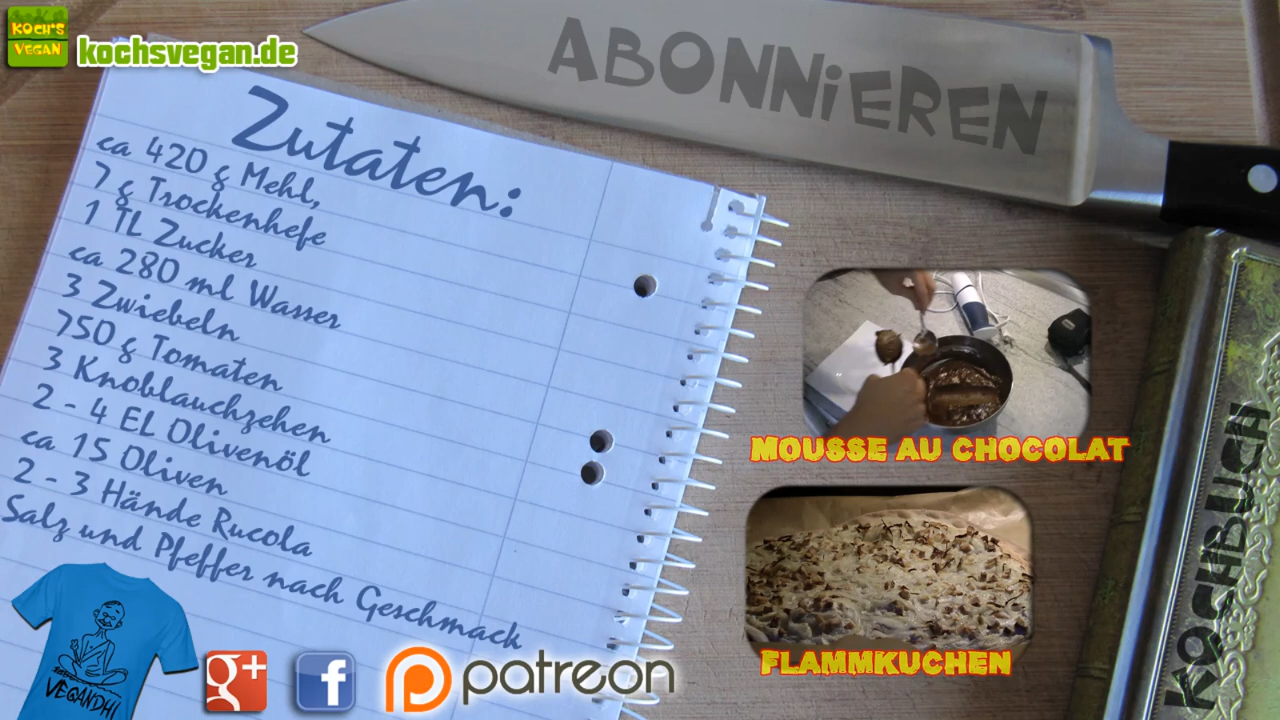 KOCH'S
VEGAN
kochsvegan.de
ABONNiEREN
Zutaten:
ca 420 g Mehl,
7 g Trockenhefe
1 TL Zucker
ca 280 ml Wasser
3 Zwiebeln
750 g Tomaten
3 Knoblauchzehen
2 - 4 EL Olivenöl
ca 15 Oliven
2 - 3 Hände Rucola
Salz und Pfeffer nach Geschmack
MOUSSE AU CHOCOLAT
FLAMMKUCHEN
KOCHBUCH
VEGANDHI
g+
f
patreon